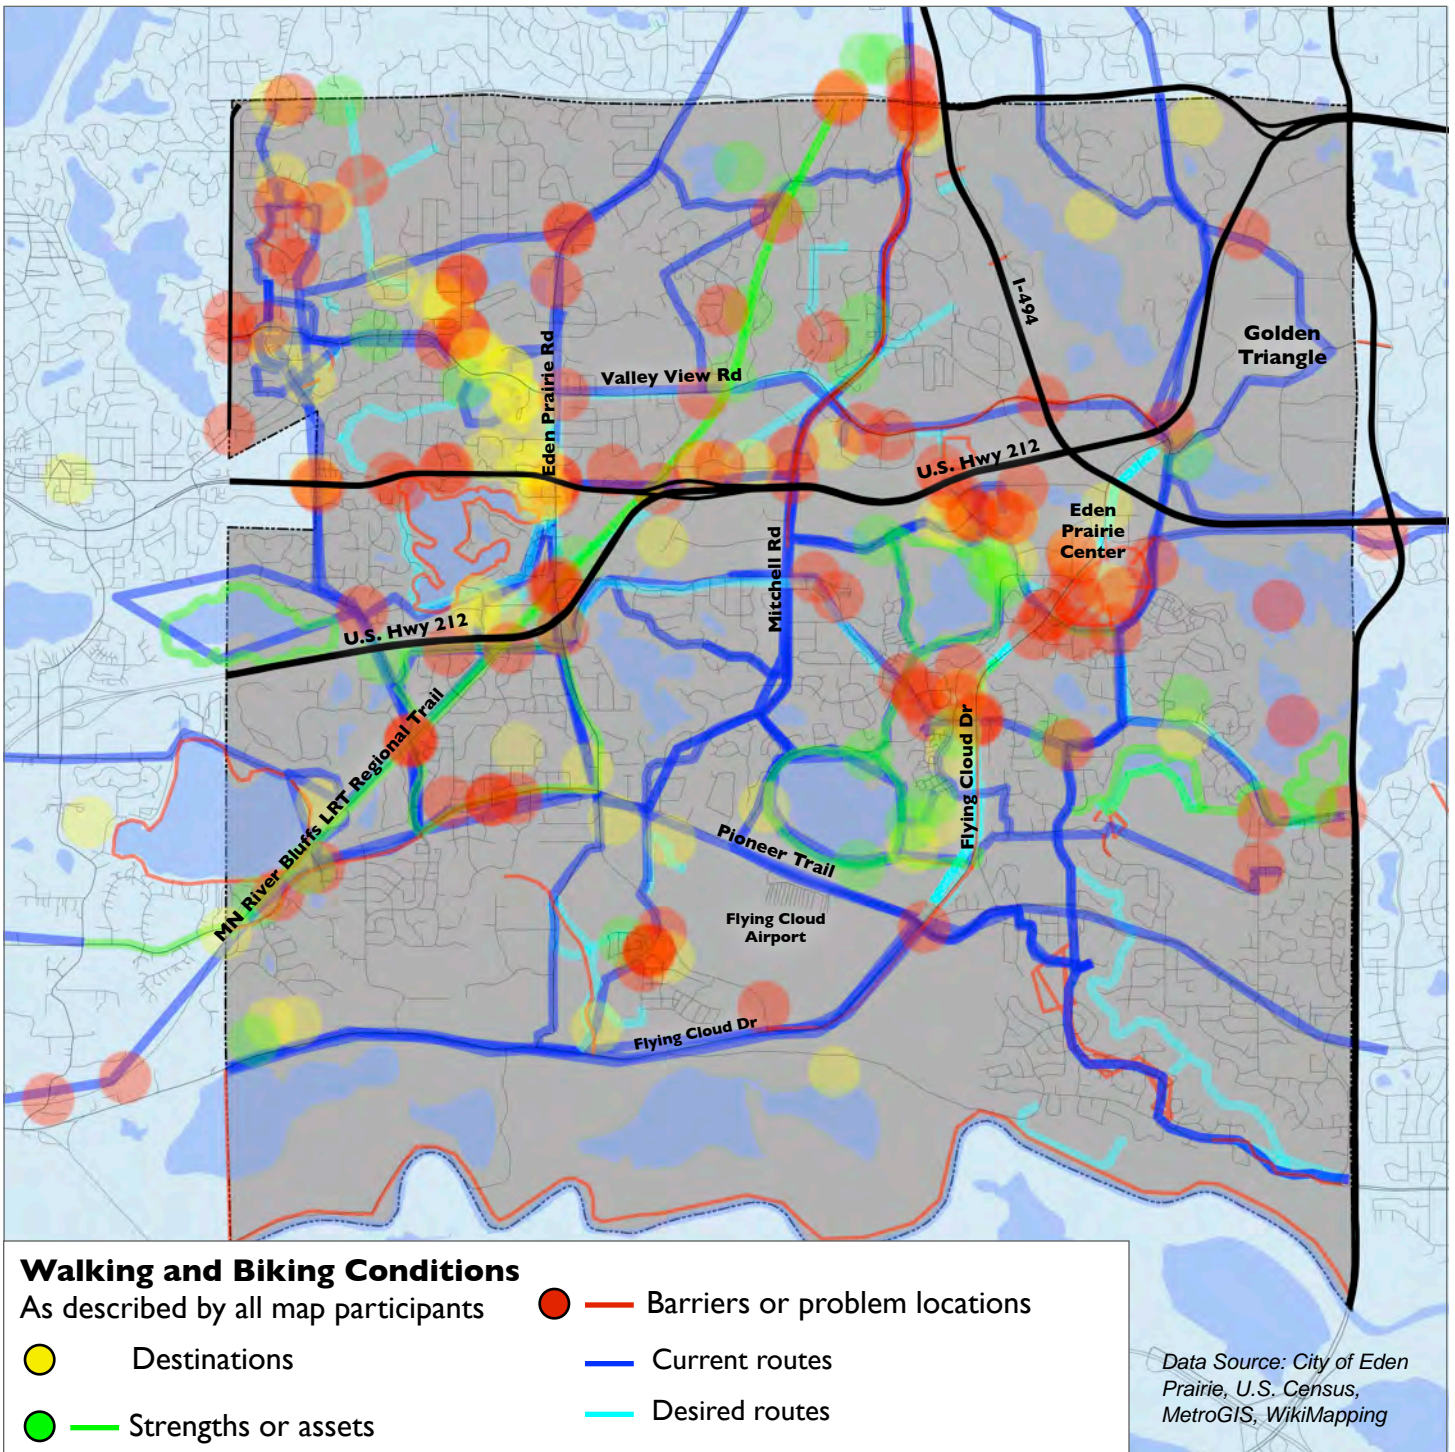 I-494
Golden
Triangle
Eden Prairie Rd
Valley View Rd
U.S. Hwy 212
Eden
Prairie
Center
Mitchell Rd
U.S. Hwy 212
MN River Bluffs LRT Regional Trail
Flying Cloud Dr
Pioneer Trail
Flying Cloud
Airport
Flying Cloud Dr
Walking and Biking Conditions
As described by all map participants
Destinations
Strengths or assets
Barriers or problem locations
Current routes
Desired routes
Data Source: City of Eden
Prairie, U.S. Census,
MetroGIS, WikiMapping